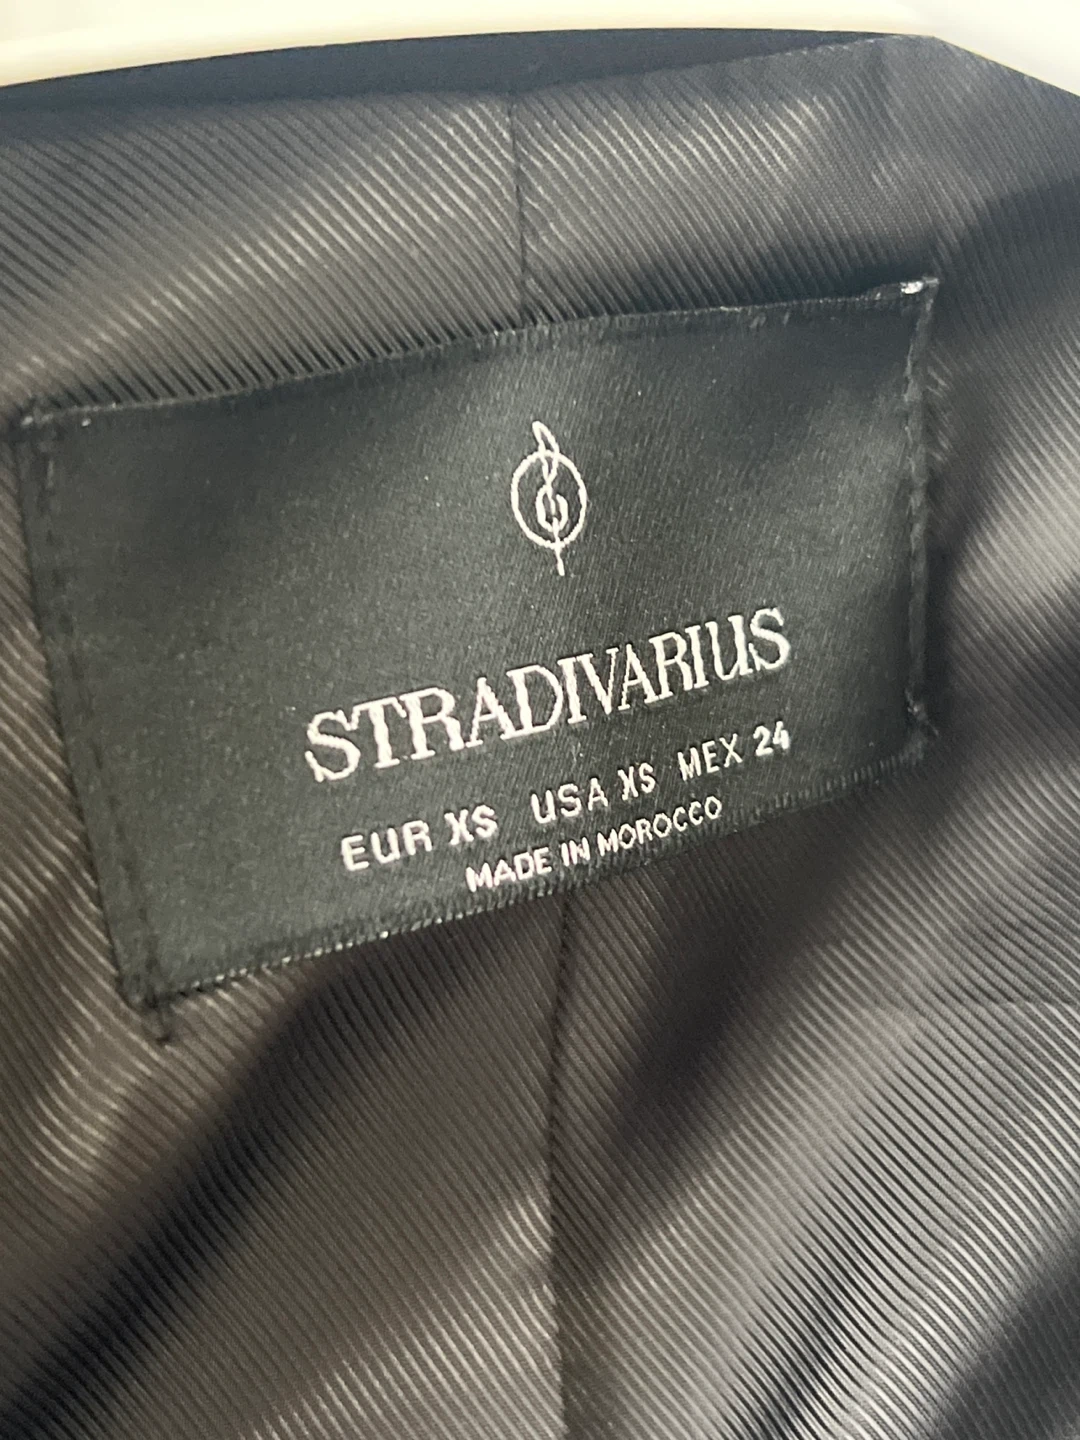 STRADIVARIUS
EUR XS USA XS MEX 24
MADE IN MOROCCO